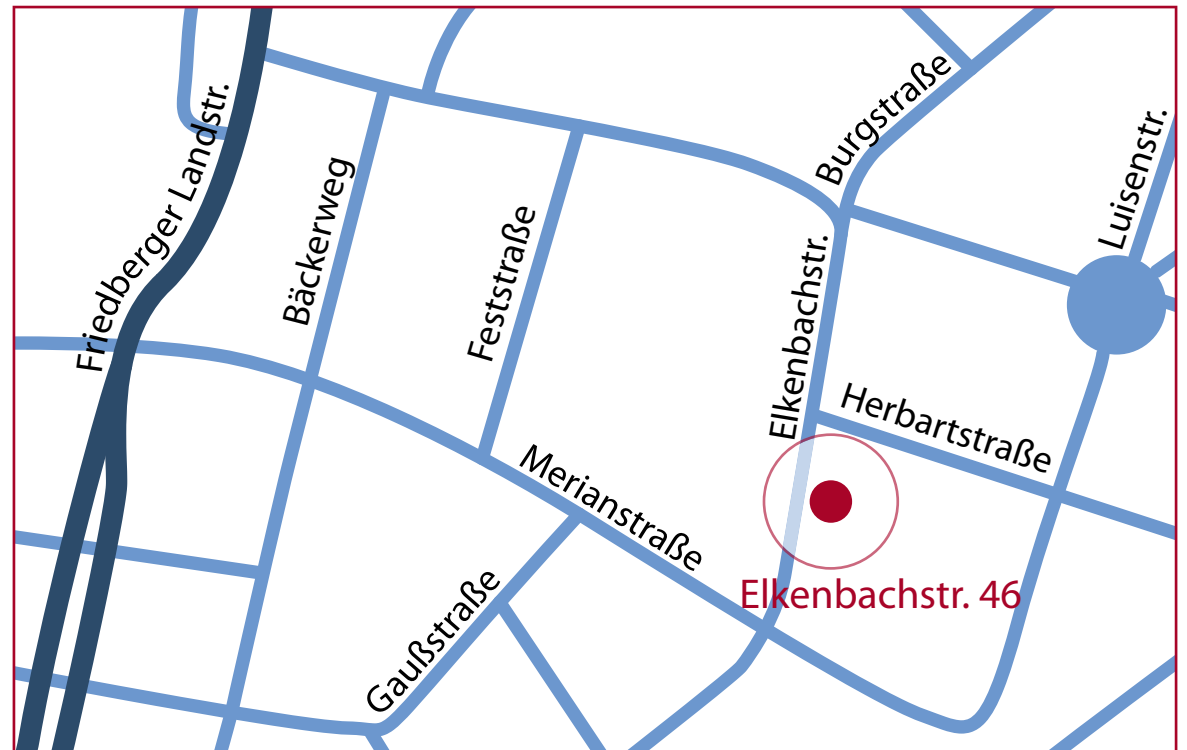 Friedberger Landstr.
Bäckerweg
Feststraße
Burgstraße
Luisenstr.
Elkenbachstr.
Herbartstraße
Merianstraße
Gaußstraße
Elkenbachstr. 46